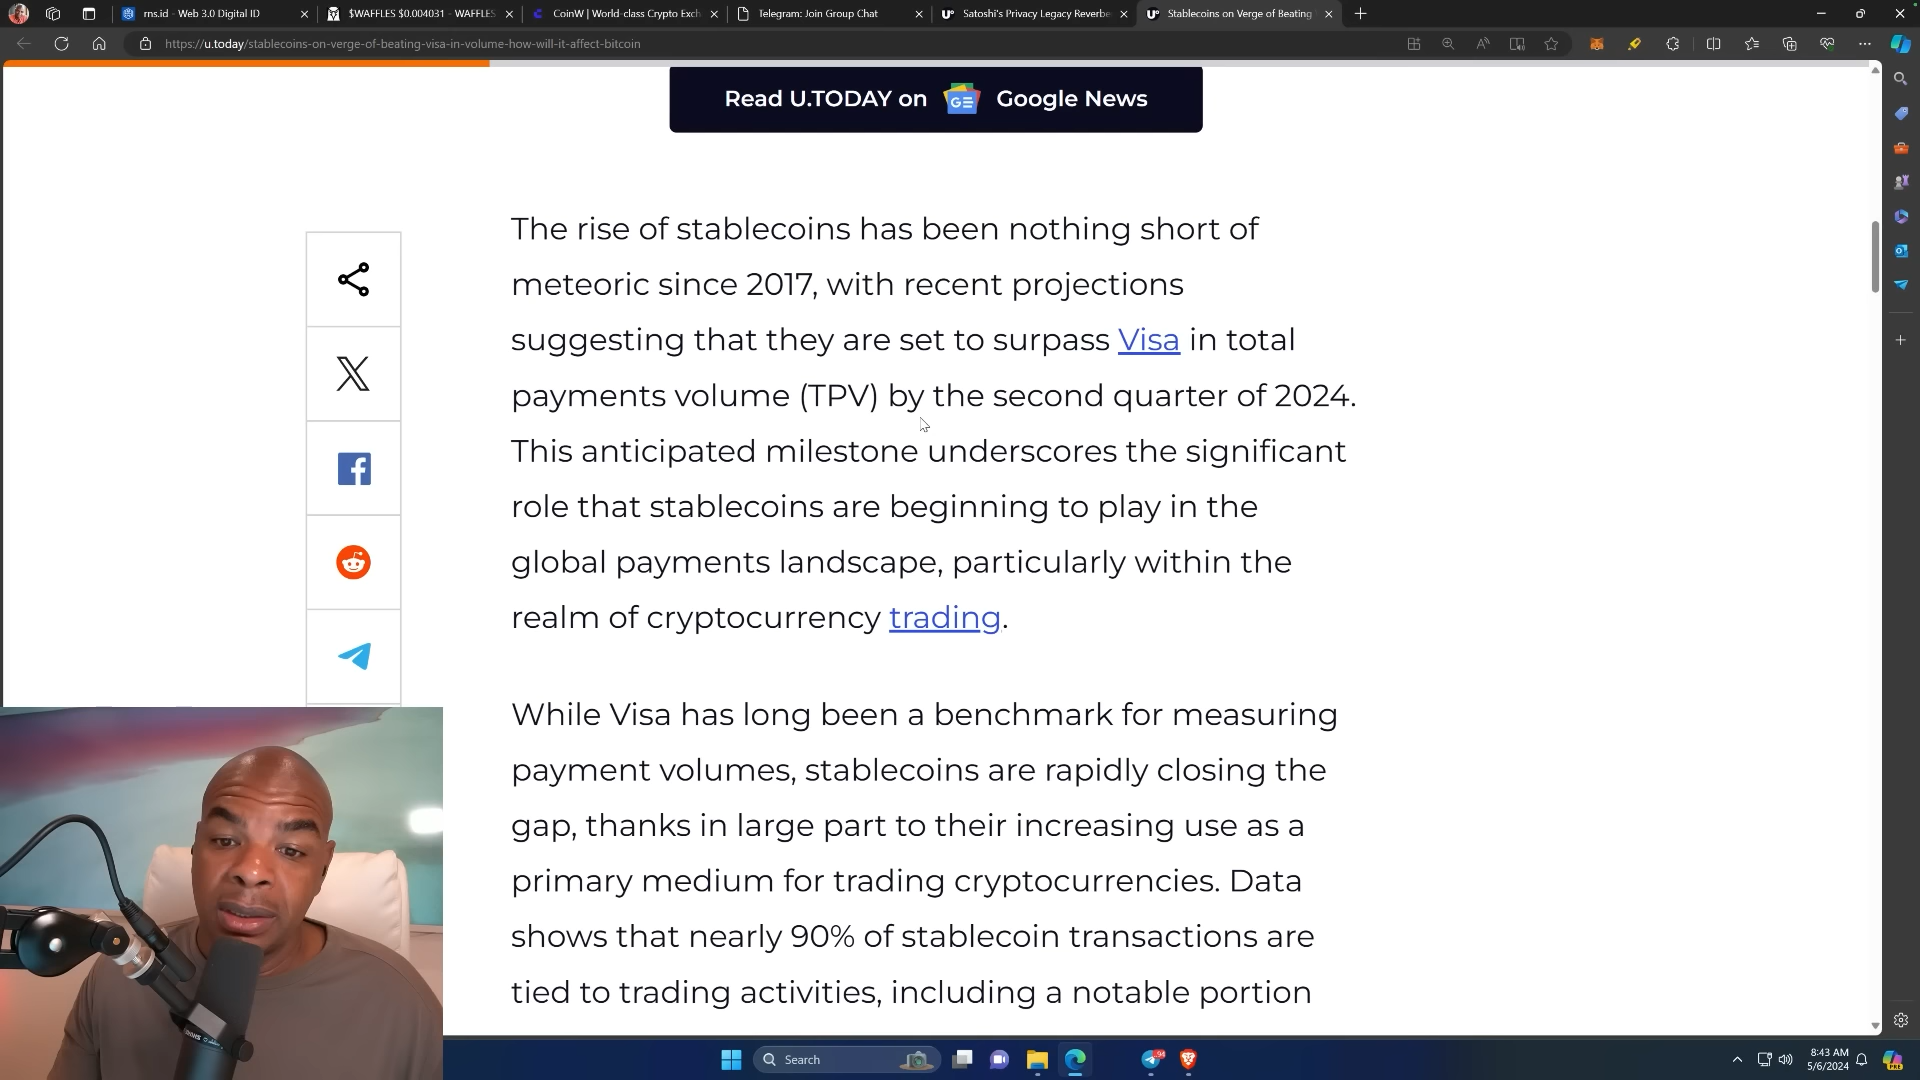 rns.id - Web 3.0 Digital ID
$WAFFLES $0.004031 - WAFFLES
CoinW | World-class Crypto Exch
Telegram: Join Group Chat
Satoshi's Privacy Legacy Reverbe
Stablecoins on Verge of Beating
https://u.today/stablecoins-on-verge-of-beating-visa-in-volume-how-will-it-affect-bitcoin
Read U.TODAY on GE Google News
The rise of stablecoins has been nothing short of
meteoric since 2017, with recent projections
suggesting that they are set to surpass Visa in total
payments volume (TPV) by the second quarter of 2024.
This anticipated milestone underscores the significant
role that stablecoins are beginning to play in the
global payments landscape, particularly within the
realm of cryptocurrency trading.
While Visa has long been a benchmark for measuring
payment volumes, stablecoins are rapidly closing the
gap, thanks in large part to their increasing use as a
primary medium for trading cryptocurrencies. Data
shows that nearly 90% of stablecoin transactions are
tied to trading activities, including a notable portion
Search
94
8:43 AM
5/6/2024